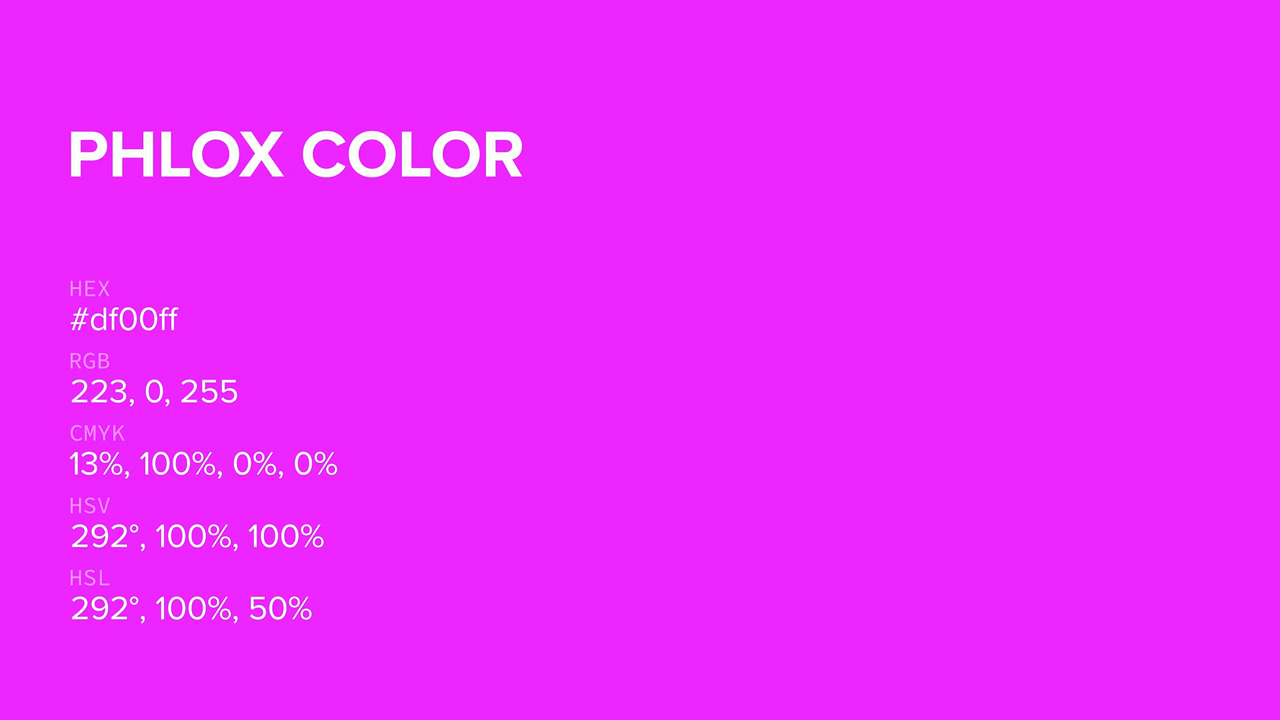 PHLOX COLOR
HEX
#df00ff
RGB
223, 0, 255
CMYK
13%, 100%, 0%, 0%
HSV
292°, 100%, 100%
HSL
292°, 100%, 50%